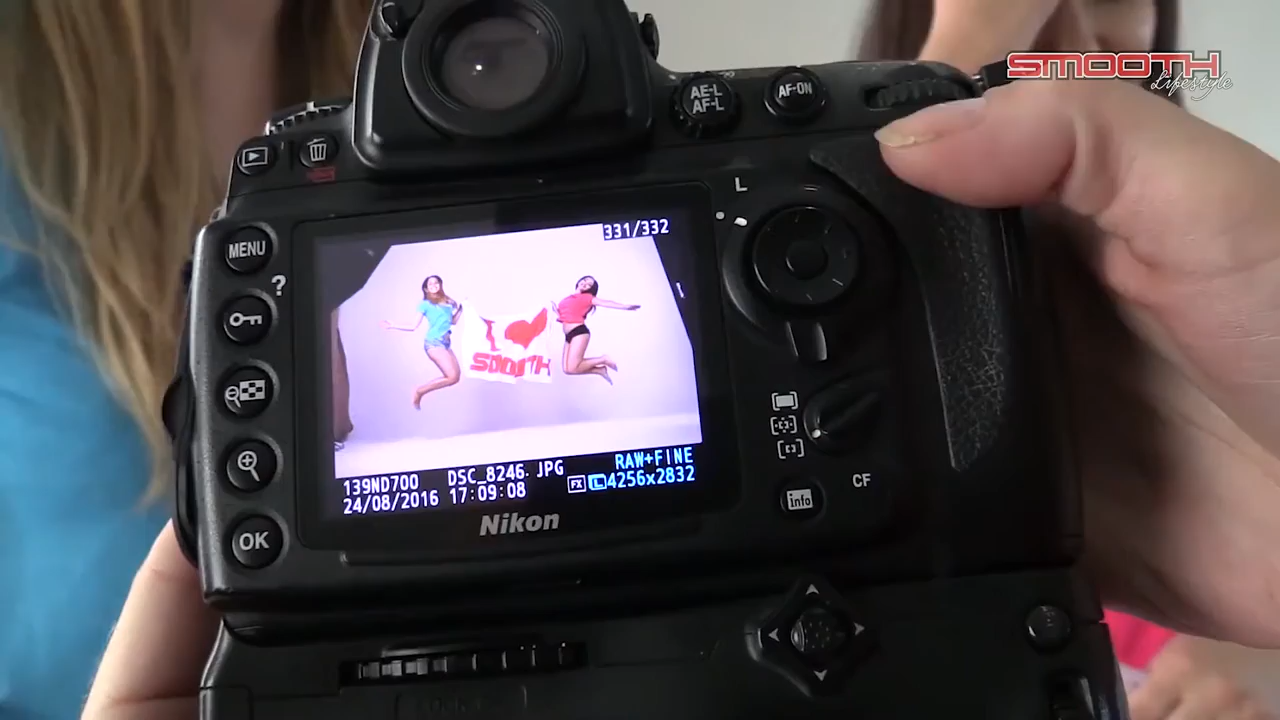 SMOOTH
Lifestyle
AE-L
AF-L
AF-ON
L
MENU
?
331/332
I
SMOOTH
139ND700 DSC_8246.JPG RAW+FINE
24/08/2016 17:09:08 FX L 4256x2832
Nikon
OK
info
CF